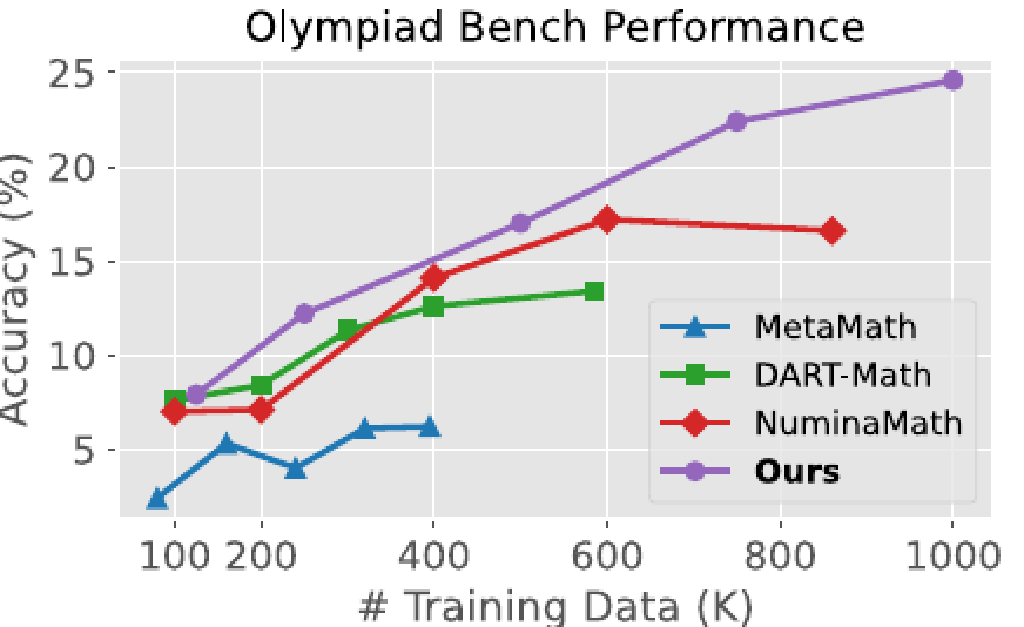 Olympiad Bench Performance
Accuracy (%)
25
20
15
10
5
MetaMath
DART-Math
NuminaMath
Ours
100 200 400 600 800 1000
# Training Data (K)